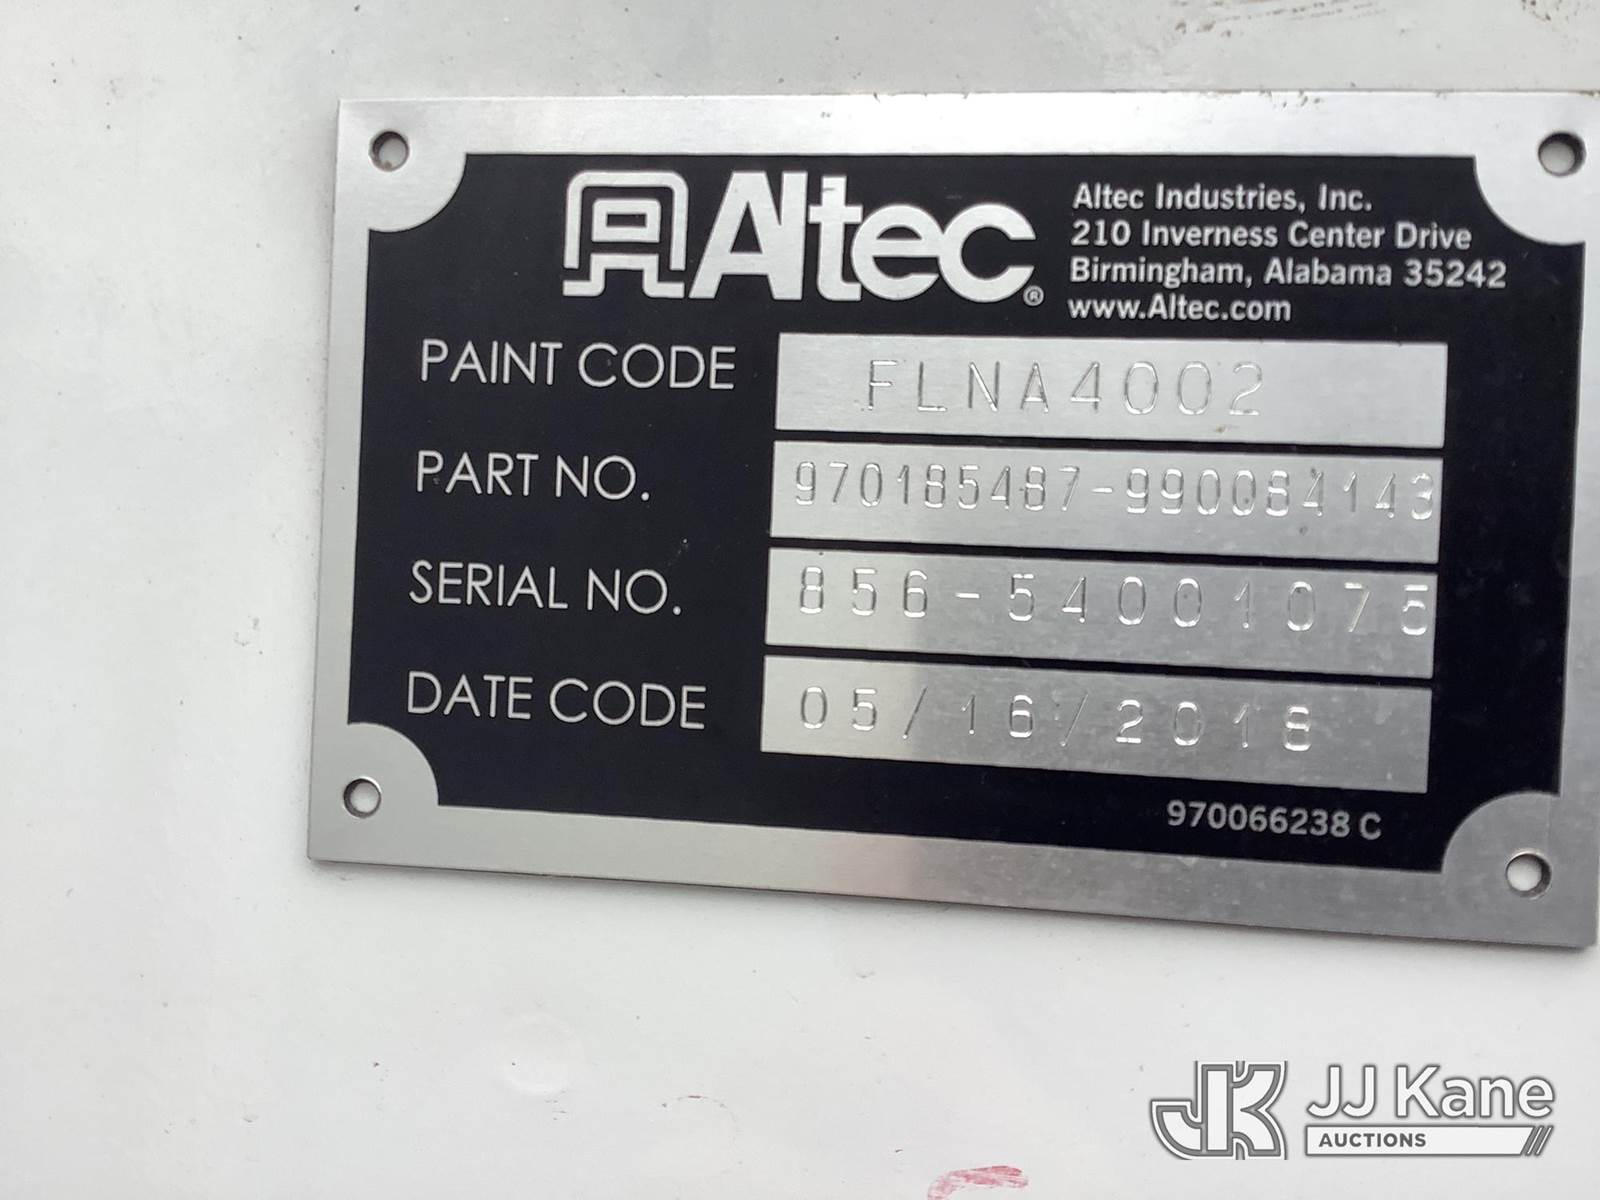 Altec®
Altec Industries, Inc.
210 Inverness Center Drive
Birmingham, Alabama 35242
www.Altec.com
PAINT CODE FLNA4002
PART NO. 970185487-990084143
SERIAL NO. 856-54001075
DATE CODE 05/16/2018
970066238 C
JJ Kane
AUCTIONS